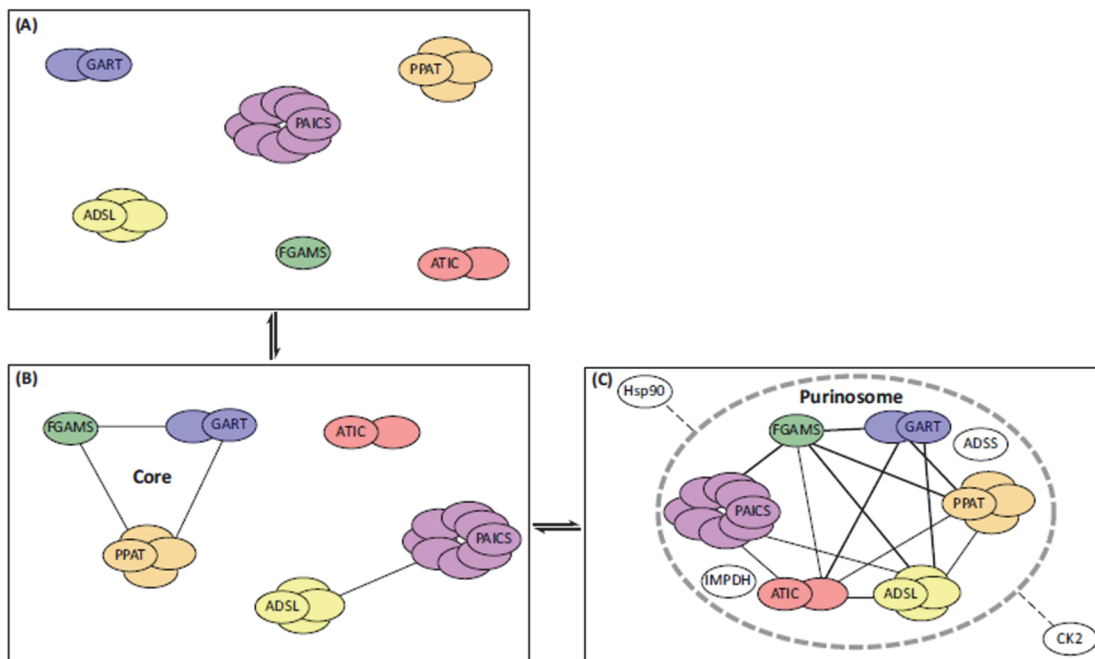 (A)
GART
PPAT
PAICS
ADSL
FGAMS
ATIC
(B)
FGAMS
GART
ATIC
Core
PPAT
PAICS
ADSL
(C)
Hsp90
Purinosome
FGAMS
GART
ADSS
PAICS
PPAT
IMPDH
ATIC
ADSL
CK2